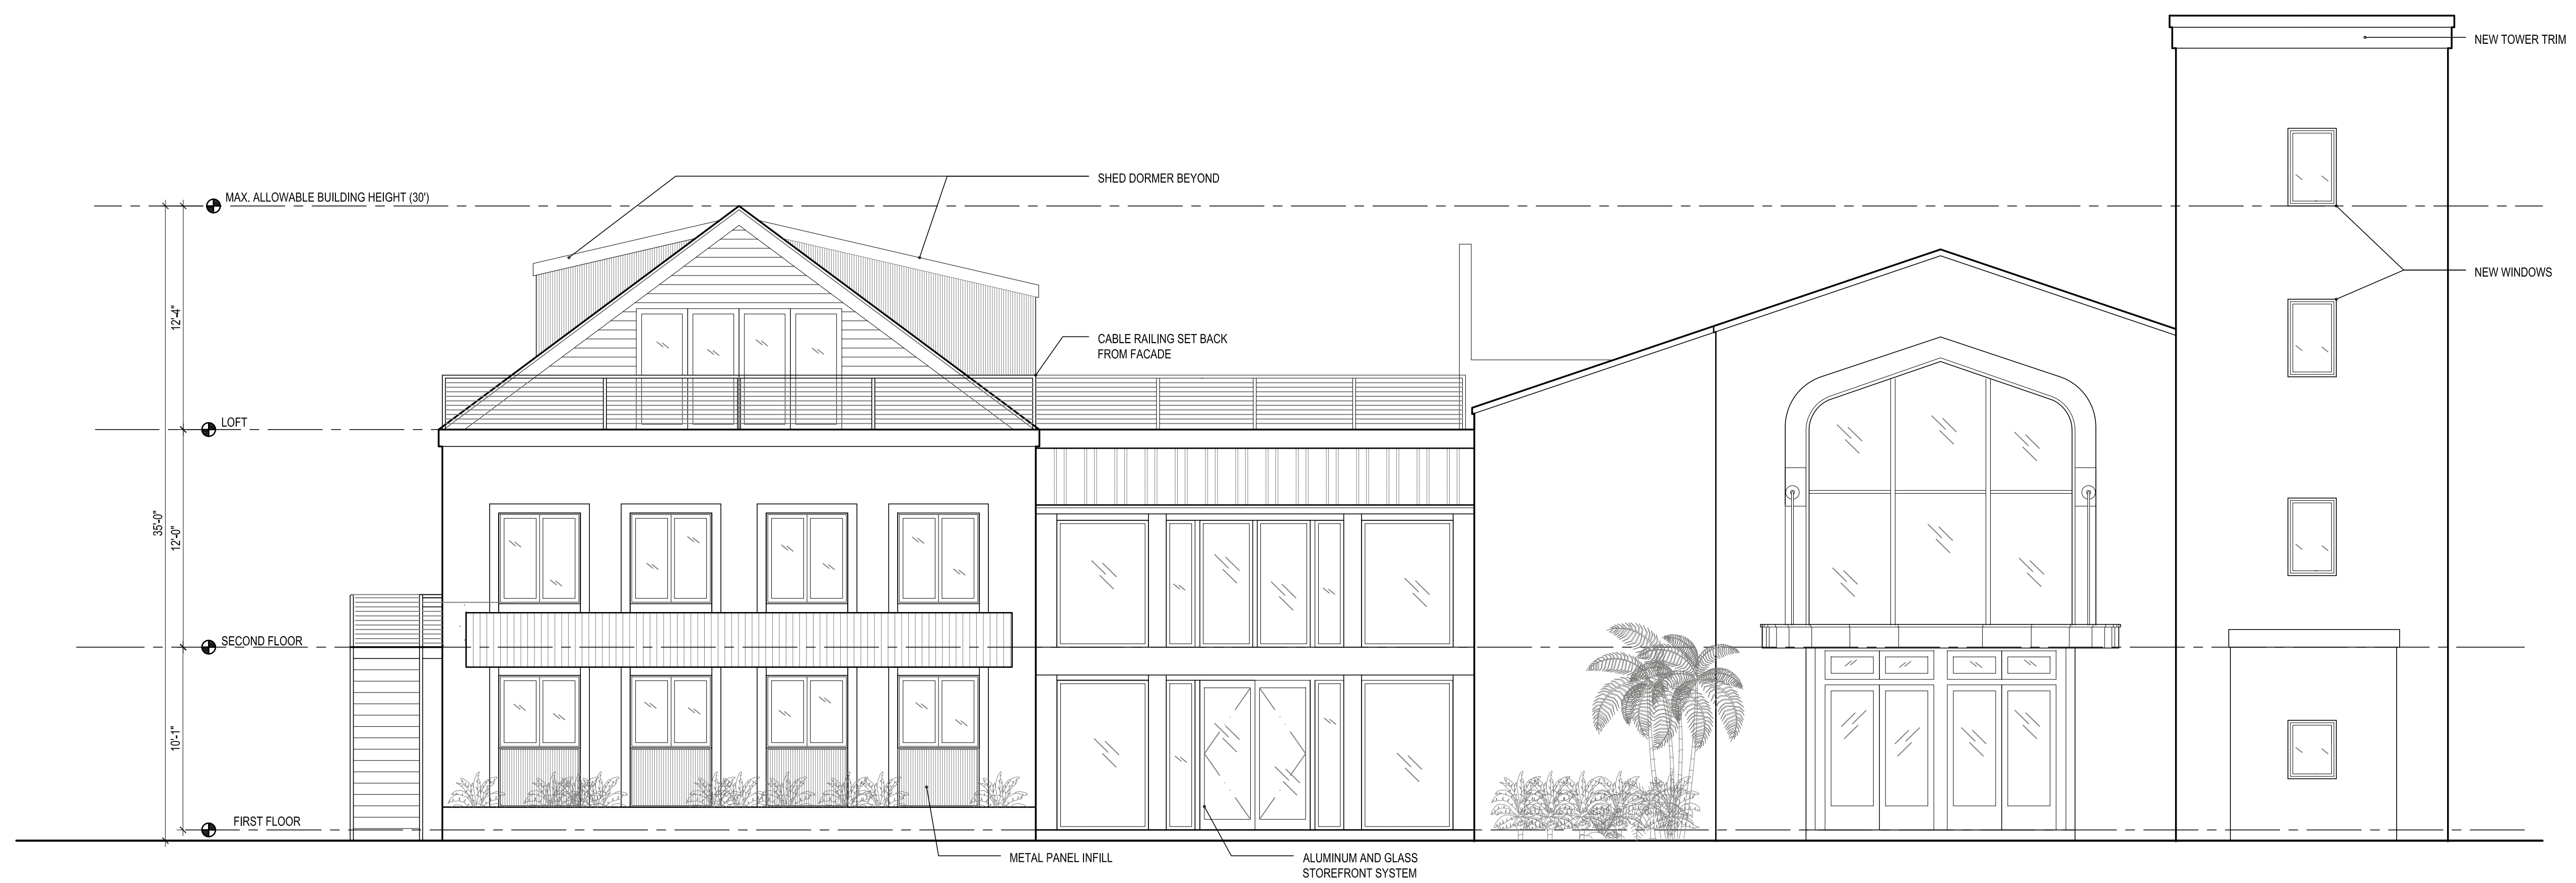 NEW TOWER TRIM
SHED DORMER BEYOND
MAX. ALLOWABLE BUILDING HEIGHT (30')
NEW WINDOWS
12'-4"
CABLE RAILING SET BACK
FROM FACADE
LOFT
35'-0"
12'-0"
SECOND FLOOR
10'-1"
FIRST FLOOR
METAL PANEL INFILL
ALUMINUM AND GLASS
STOREFRONT SYSTEM